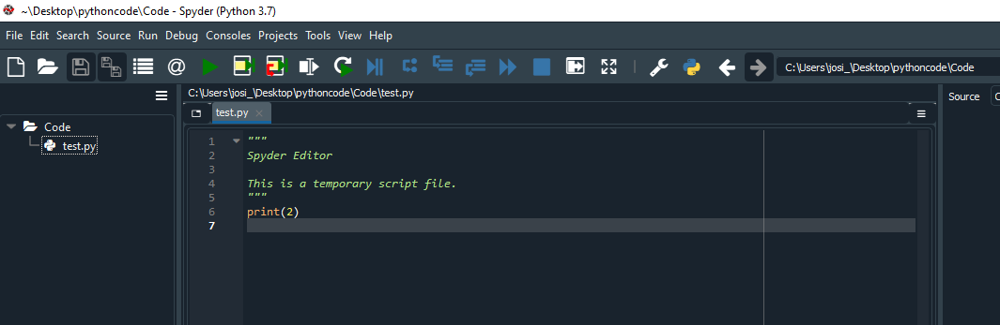 ~\Desktop\pythoncode\Code - Spyder (Python 3.7)
File Edit Search Source Run Debug Consoles Projects Tools View Help
C:\Users\josi_\Desktop\pythoncode\Code
C:\Users\josi_\Desktop\pythoncode\Code\test.py
Source
test.py
Code
test.py
1 """
2 Spyder Editor
3
4 This is a temporary script file.
5 """
6 print(2)
7